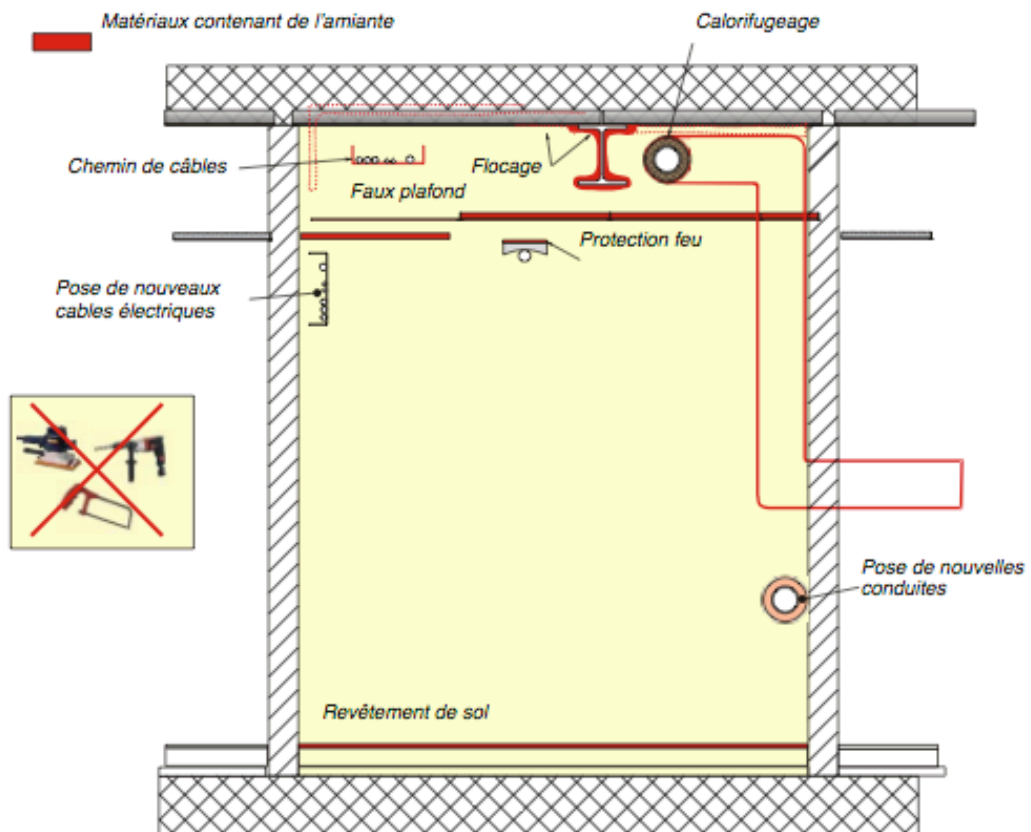 Matériaux contenant de l'amiante
Calorifugeage
Chemin de câbles
Flocage
Faux plafond
Protection feu
Pose de nouveaux
cables électriques
Pose de nouvelles
conduites
Revêtement de sol